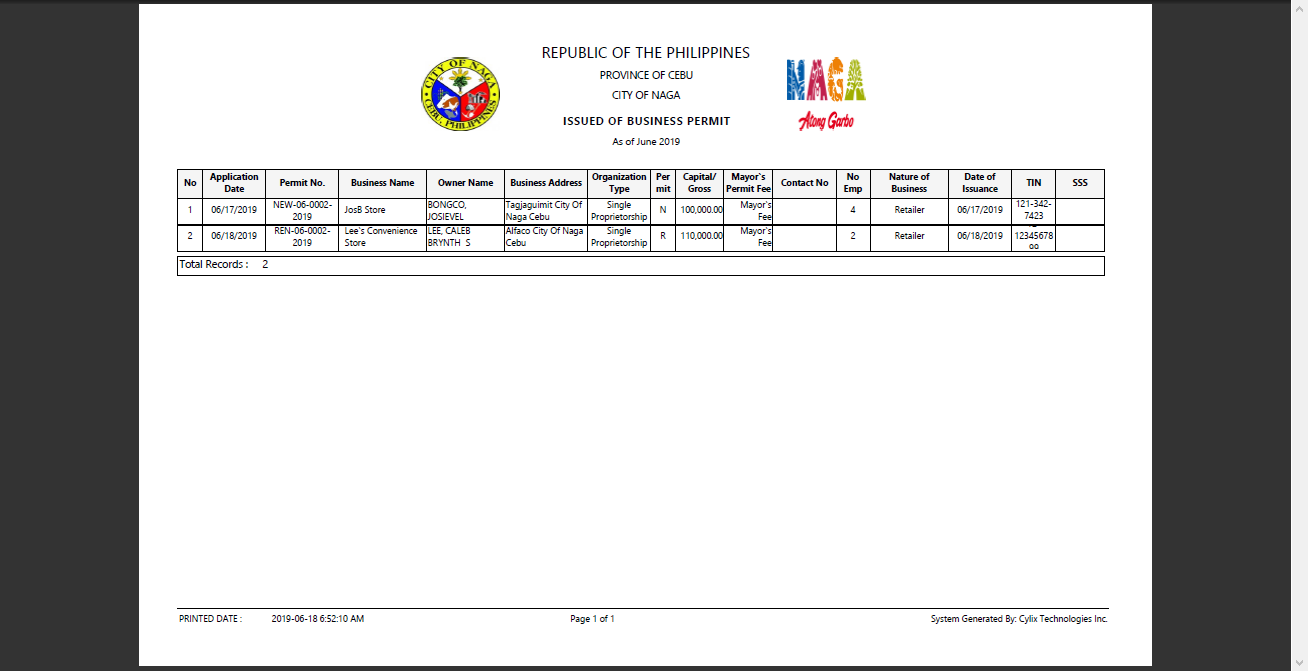 REPUBLIC OF THE PHILIPPINES
PROVINCE OF CEBU
CITY OF NAGA
ISSUED OF BUSINESS PERMIT
As of June 2019
CITY OF NAGA
CEBU, PHILIPPINES
NAGA
Atong Garbo
No Application Date Permit No. Business Name Owner Name Business Address Organization Type Per mit Capital/ Gross Mayor`s Permit Fee Contact No No Emp Nature of Business Date of Issuance TIN SSS
1 06/17/2019 NEW-06-0002-2019 JosB Store BONGCO, JOSIEVEL Tagjaguimit City Of Naga Cebu Single Proprietorship N 100,000.00 Mayor's Fee 4 Retailer 06/17/2019 121-342-7423
2 06/18/2019 REN-06-0002-2019 Lee's Convenience Store LEE, CALEB BRYNTH S Alfaco City Of Naga Cebu Single Proprietorship R 110,000.00 Mayor's Fee 2 Retailer 06/18/2019 12345678
Total Records : 2
PRINTED DATE : 2019-06-18 6:52:10 AM Page 1 of 1 System Generated By: Cylix Technologies Inc.